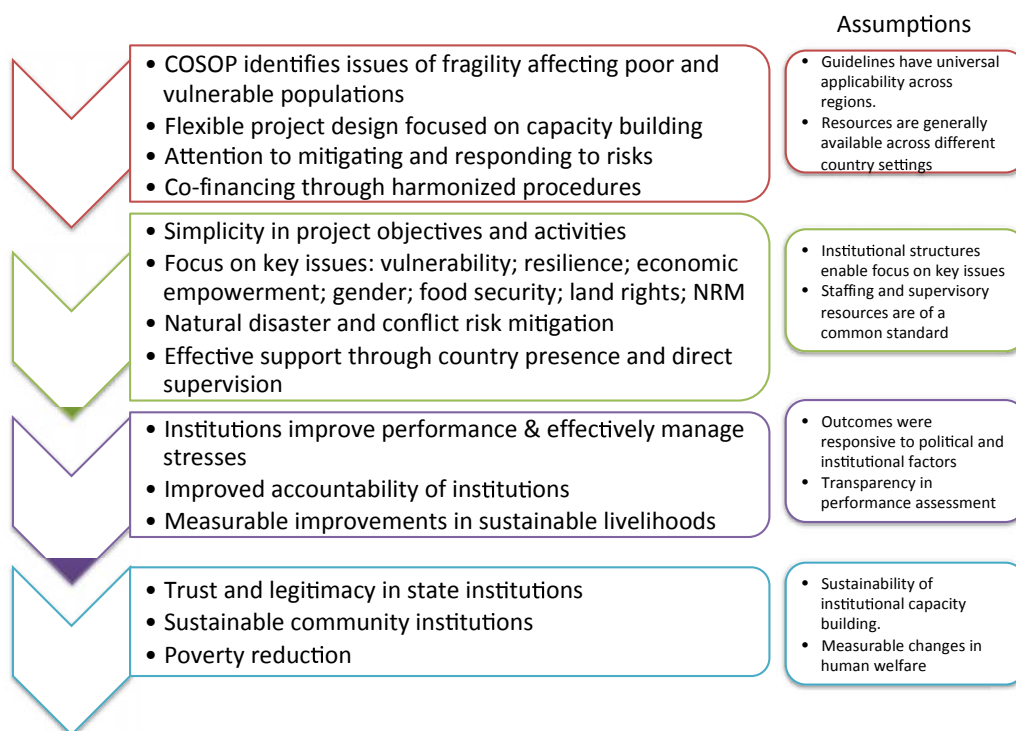 Assumptions
• COSOP identifies issues of fragility affecting poor and
vulnerable populations
• Flexible project design focused on capacity building
• Attention to mitigating and responding to risks
• Co-financing through harmonized procedures
• Guidelines have universal
applicability across
regions.
• Resources are generally
available across different
country settings
• Simplicity in project objectives and activities
• Focus on key issues: vulnerability; resilience; economic
empowerment; gender; food security; land rights; NRM
• Natural disaster and conflict risk mitigation
• Effective support through country presence and direct
supervision
• Institutional structures
enable focus on key issues
• Staffing and supervisory
resources are of a
common standard
• Institutions improve performance & effectively manage
stresses
• Improved accountability of institutions
• Measurable improvements in sustainable livelihoods
• Outcomes were
responsive to political and
institutional factors
• Transparency in
performance assessment
• Trust and legitimacy in state institutions
• Sustainable community institutions
• Poverty reduction
• Sustainability of
institutional capacity
building.
• Measurable changes in
human welfare